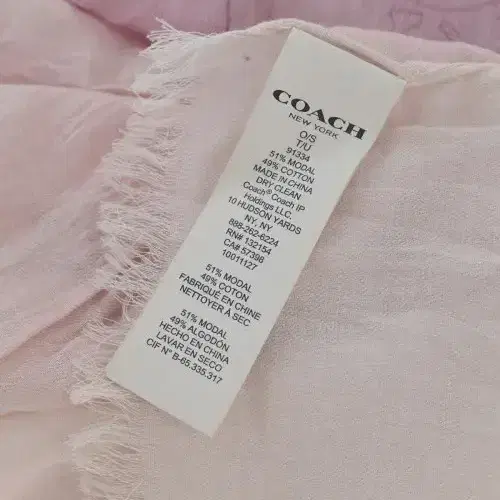 COACH
NEW YORK
O/S
T/U
91334
51% MODAL
49% COTTON
MADE IN CHINA
DRY CLEAN
Coach® Coach IP
Holdings LLC.
10 HUDSON YARDS
NY, NY
888-262-6224
RN# 132154
CA# 57398
10011127
51% MODAL
49% COTON
FABRIQUÉ EN CHINE
NETTOYER À SEC
51% MODAL
49% ALGODÓN
HECHO EN CHINA
LAVAR EN SECO
CIF N° B-65.335.317